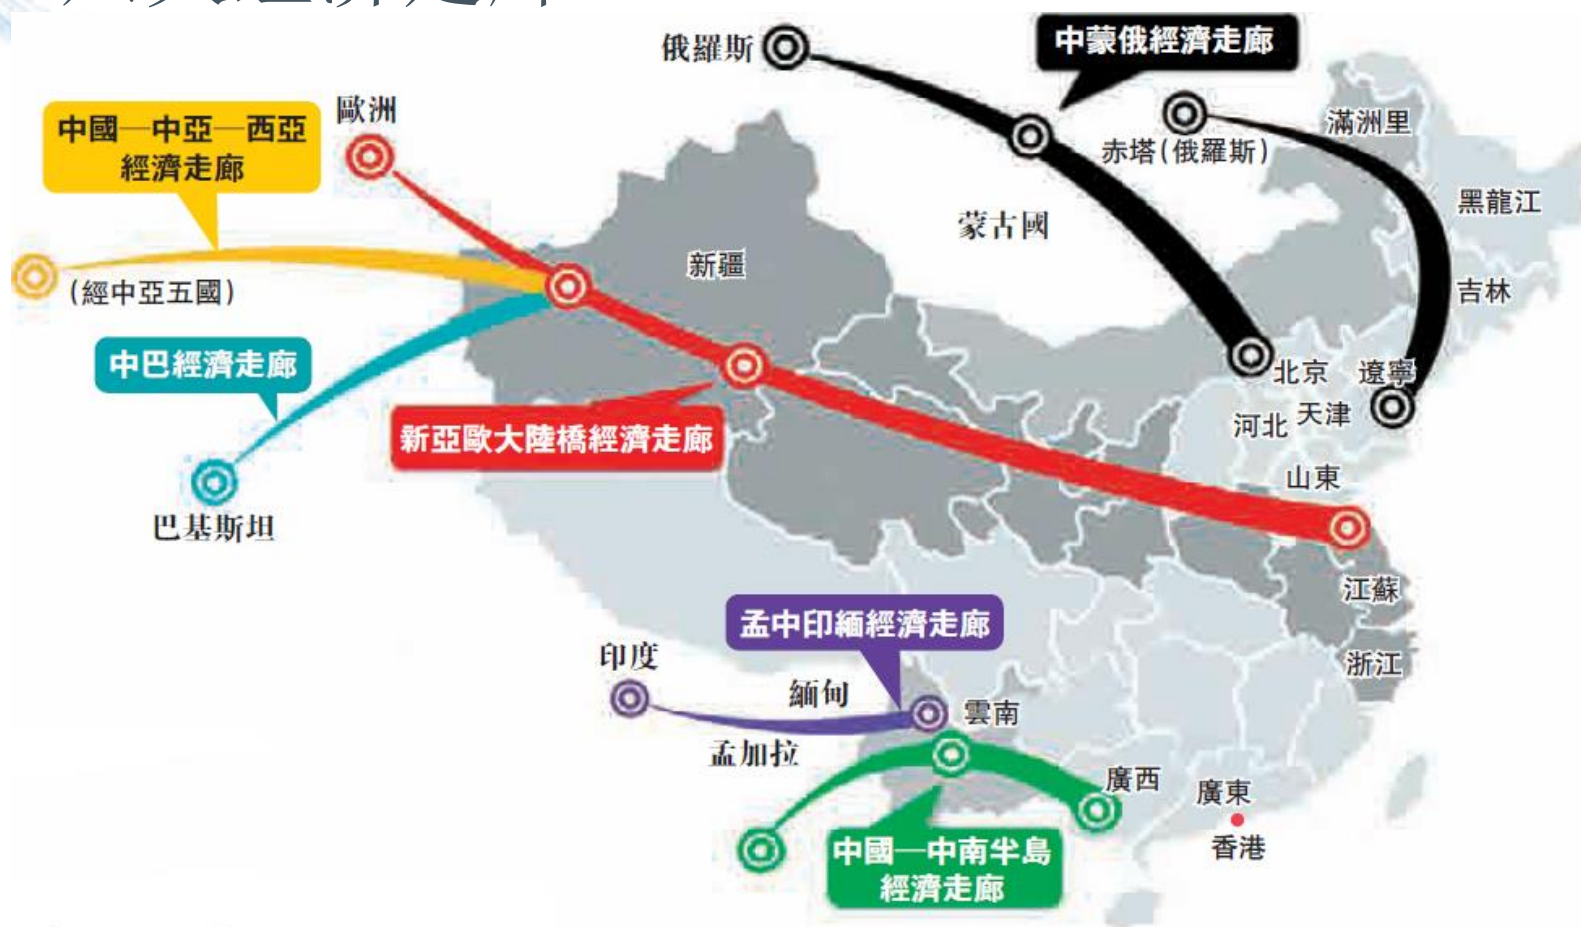 俄羅斯
中蒙俄經濟走廊
歐洲
中國—中亞—西亞
經濟走廊
滿洲里
赤塔(俄羅斯)
黑龍江
蒙古國
新疆
(經中亞五國)
吉林
中巴經濟走廊
北京
遼寧
天津
河北
新亞歐大陸橋經濟走廊
山東
巴基斯坦
江蘇
孟中印緬經濟走廊
印度
浙江
緬甸
雲南
孟加拉
廣西
廣東
香港
中國—中南半島
經濟走廊